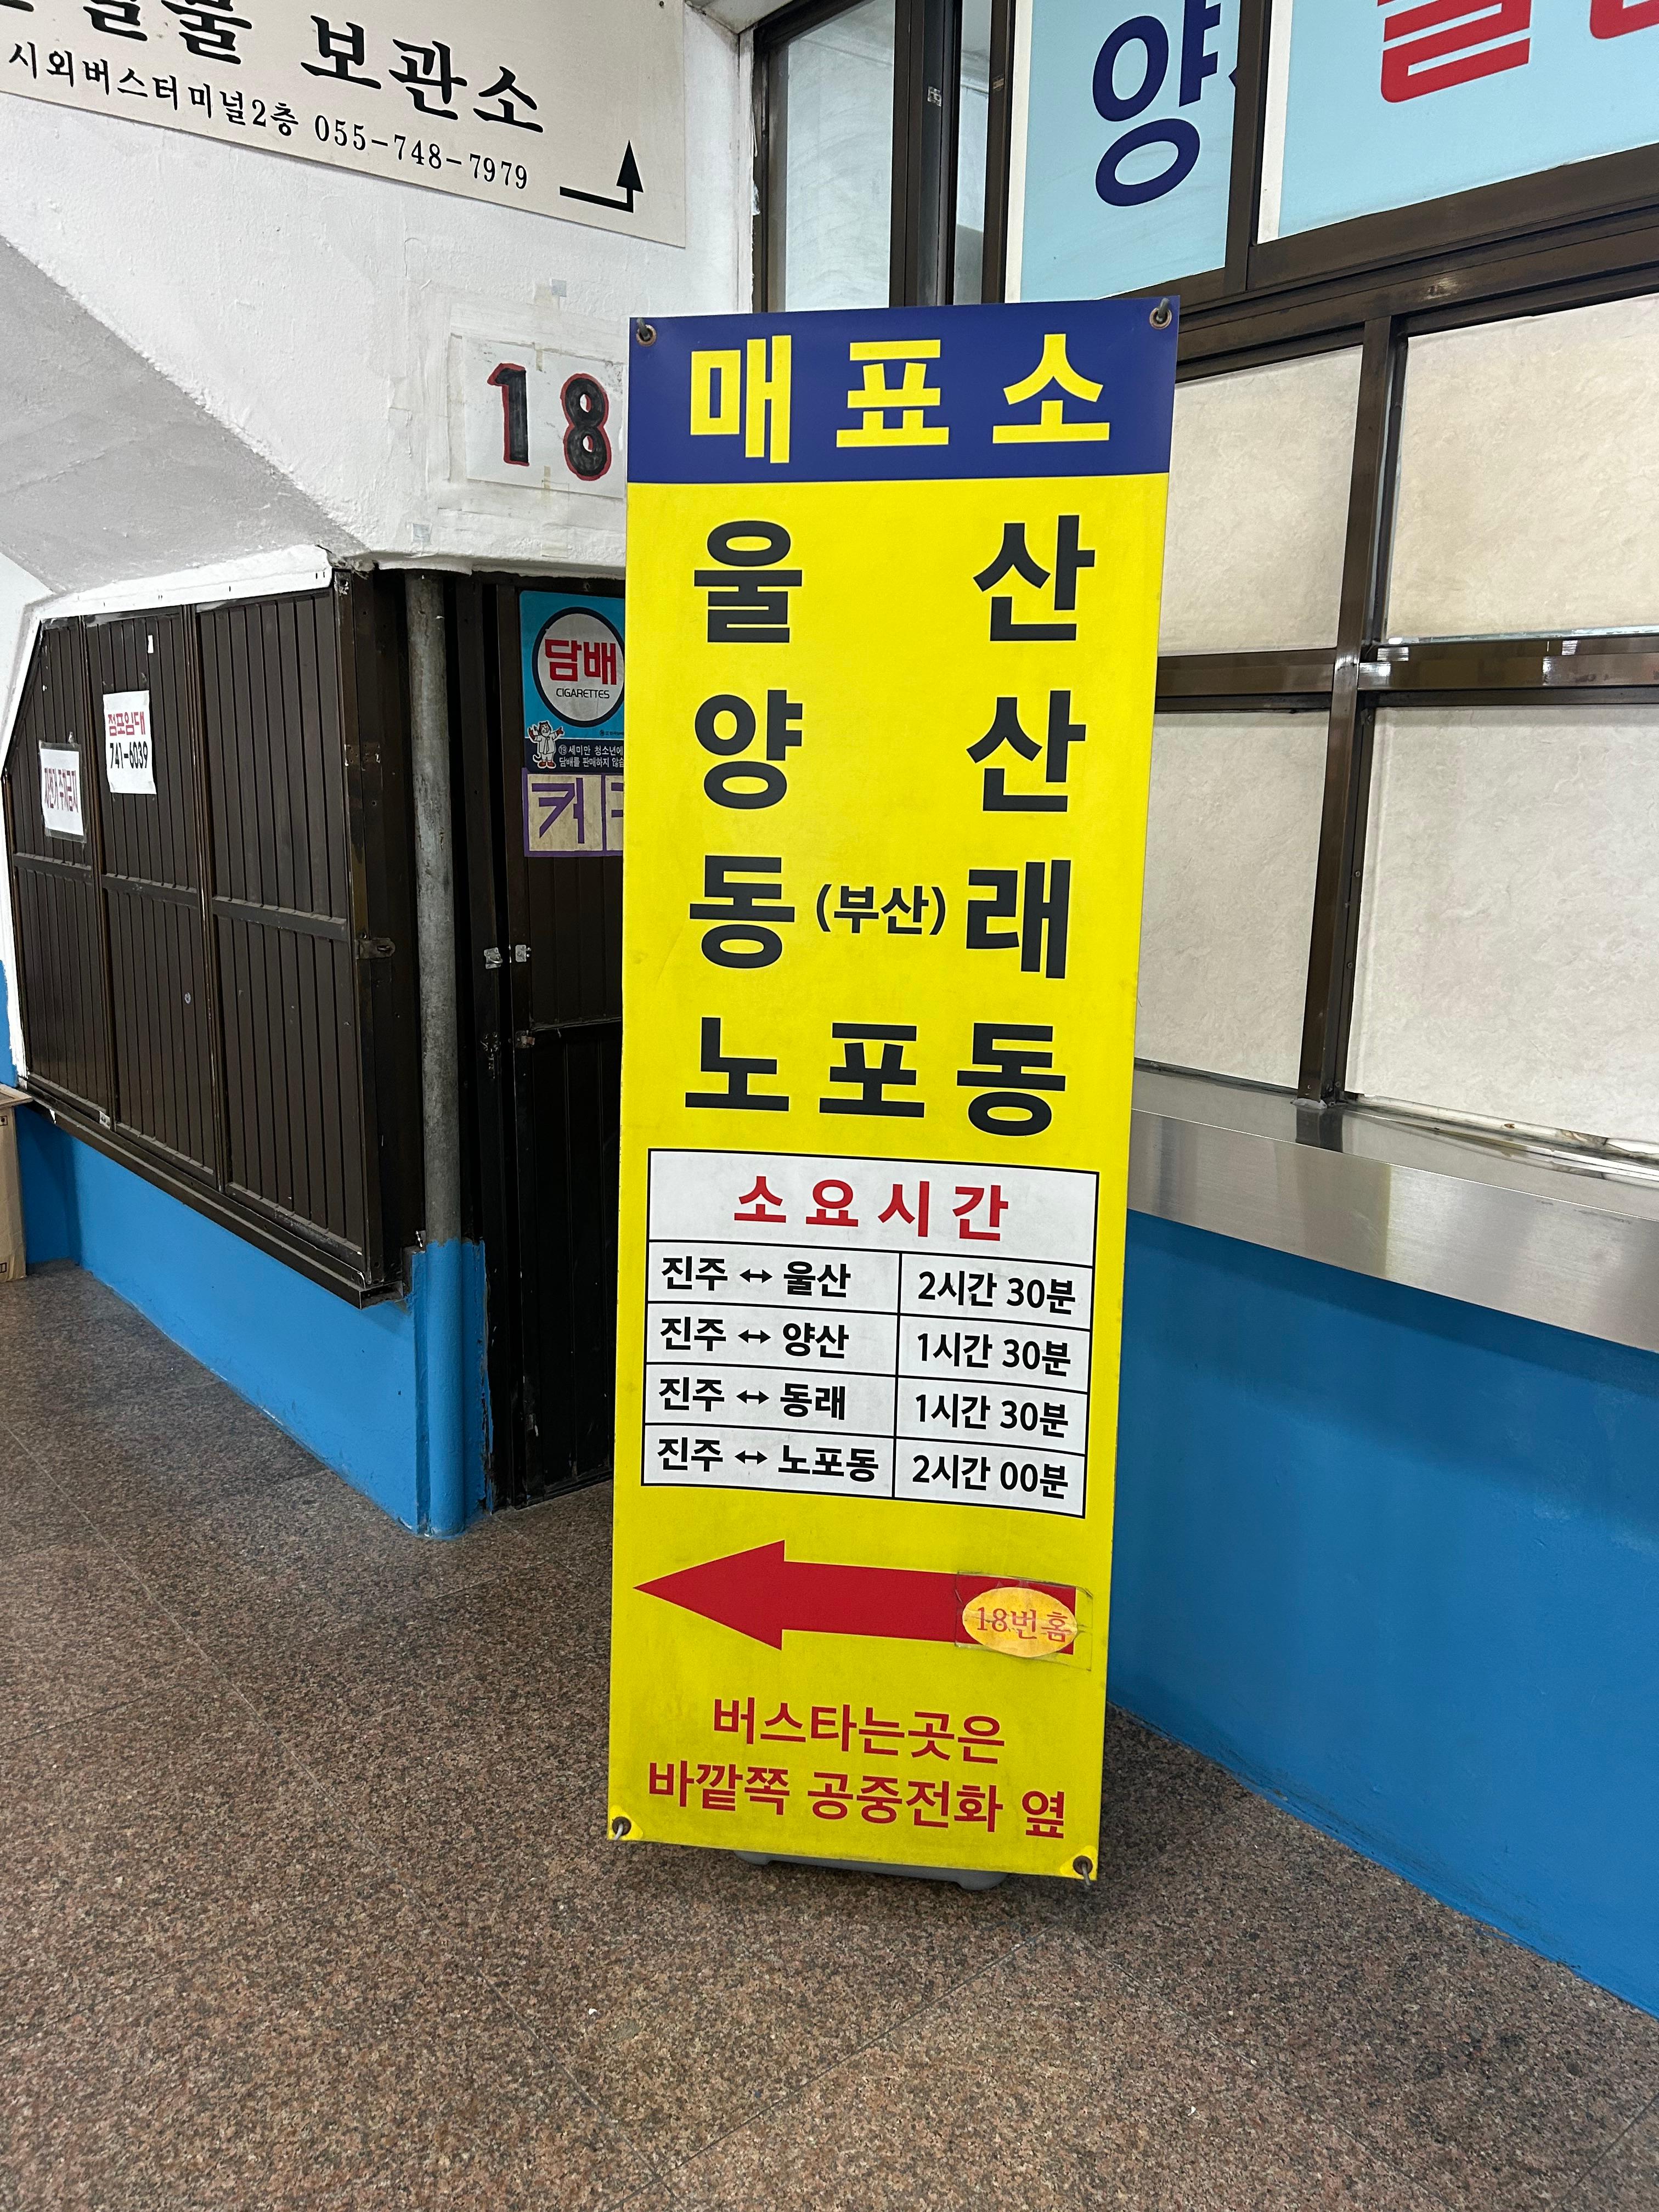 보관소
시외버스터미널2층 055-748-7979
양
18
담배
CIGARETTES
점포임대
741-6039
매표소
울 산
양 산
동(부산)래
노포동
소요시간
진주 ↔ 울산 2시간 30분
진주 ↔ 양산 1시간 30분
진주 ↔ 동래 1시간 30분
진주 ↔ 노포동 2시간 00분
18번홈
버스타는곳은
바깥쪽 공중전화 옆